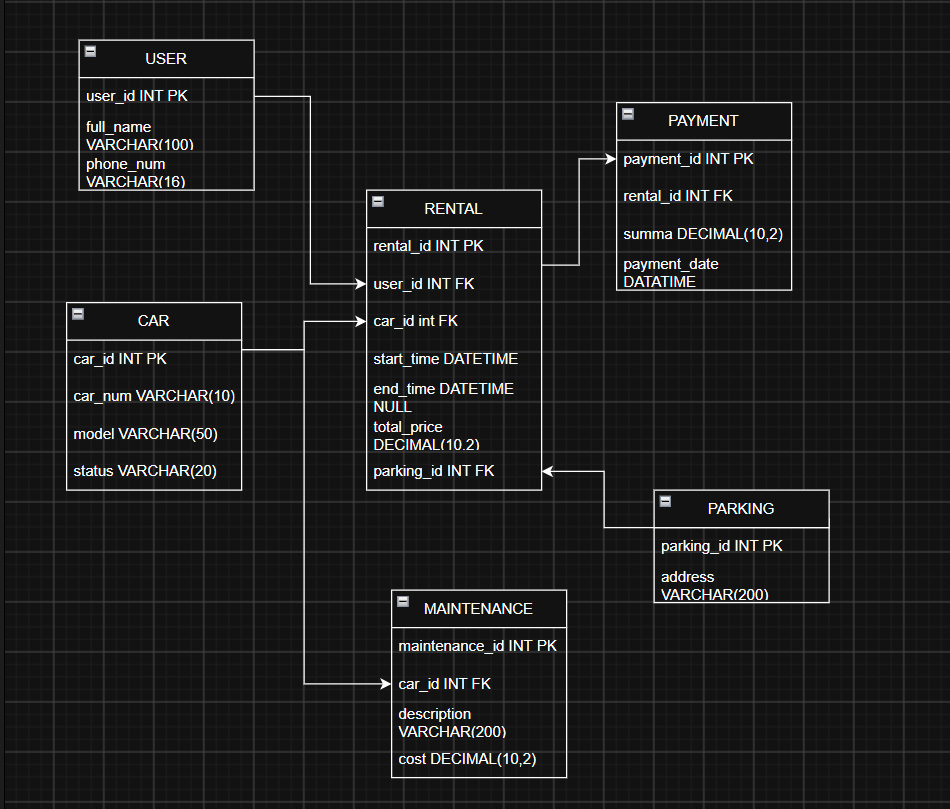 USER
user_id INT PK
full_name
VARCHAR(100)
phone_num
VARCHAR(16)
PAYMENT
payment_id INT PK
rental_id INT FK
summa DECIMAL(10,2)
payment_date
DATATIME
RENTAL
rental_id INT PK
user_id INT FK
car_id int FK
start_time DATETIME
end_time DATETIME
NULL
total_price
DECIMAL(10,2)
parking_id INT FK
CAR
car_id INT PK
car_num VARCHAR(10)
model VARCHAR(50)
status VARCHAR(20)
PARKING
parking_id INT PK
address
VARCHAR(200)
MAINTENANCE
maintenance_id INT PK
car_id INT FK
description
VARCHAR(200)
cost DECIMAL(10,2)